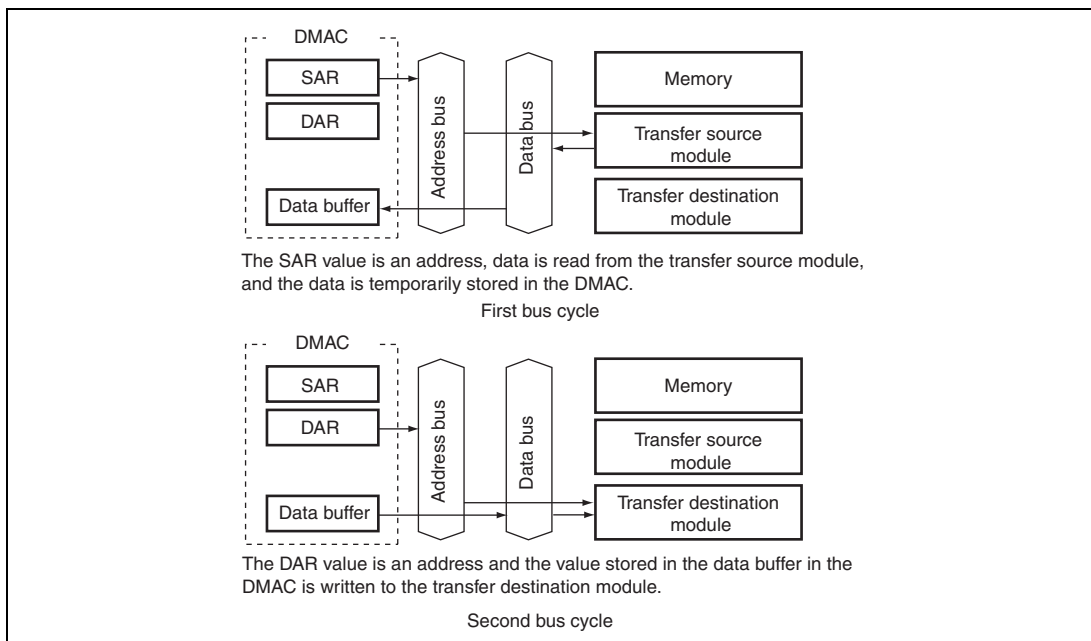 DMAC
SAR
DAR
Data buffer
Address bus
Data bus
Memory
Transfer source
module
Transfer destination
module
The SAR value is an address, data is read from the transfer source module,
and the data is temporarily stored in the DMAC.
First bus cycle
DMAC
SAR
DAR
Data buffer
Address bus
Data bus
Memory
Transfer source
module
Transfer destination
module
The DAR value is an address and the value stored in the data buffer in the
DMAC is written to the transfer destination module.
Second bus cycle